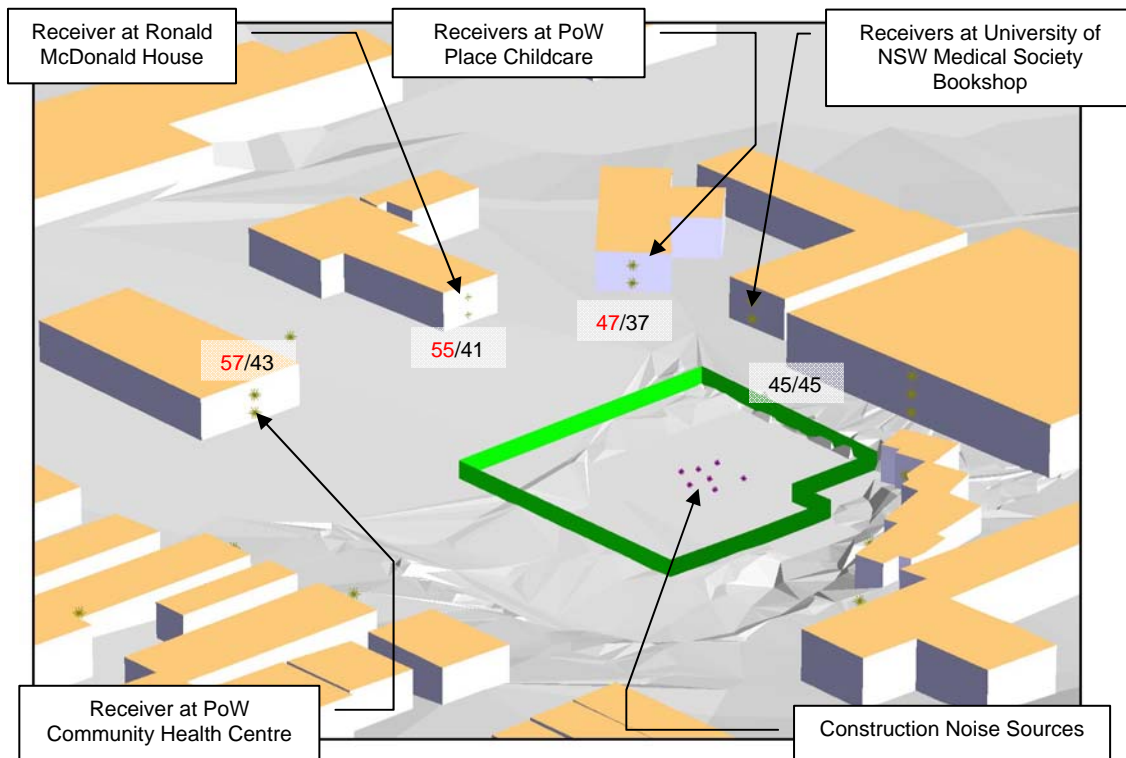 Receiver at Ronald
McDonald House
Receivers at PoW
Place Childcare
Receivers at University of
NSW Medical Society
Bookshop
47/37
55/41
57/43
45/45
Receiver at PoW
Community Health Centre
Construction Noise Sources